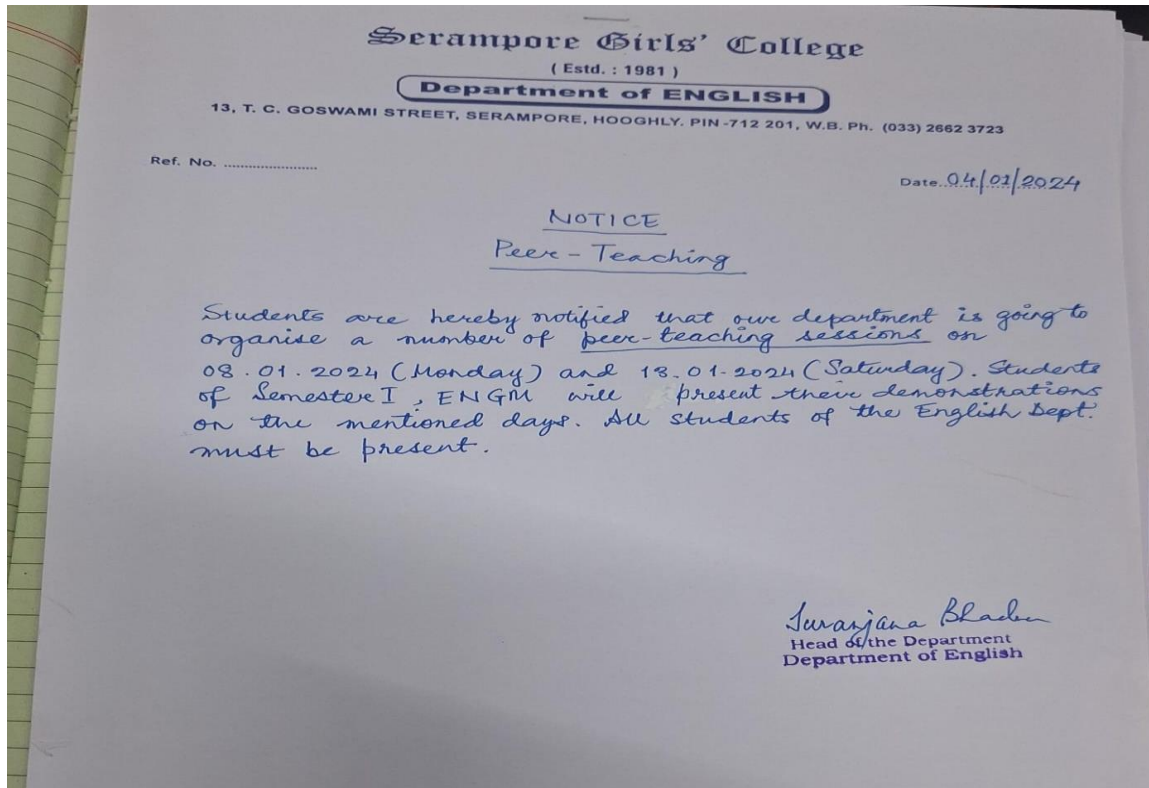 Serampore Girls' College
( Estd. : 1981 )
Department of ENGLISH
13, T. C. GOSWAMI STREET, SERAMPORE, HOOGHLY. PIN -712 201, W.B. Ph. (033) 2662 3723
Ref. No. ........................
Date. 04/01/2024
NOTICE
Peer - Teaching
Students are hereby notified that our department is going to
organise a number of peer-teaching sessions on
08.01.2024 (Monday) and 13.01.2024 (Saturday). Students
of Semester I, ENGM will present their demonstrations
on the mentioned days. All students of the English Dept.
must be present.
Suranjana Bhadra
Head of the Department
Department of English